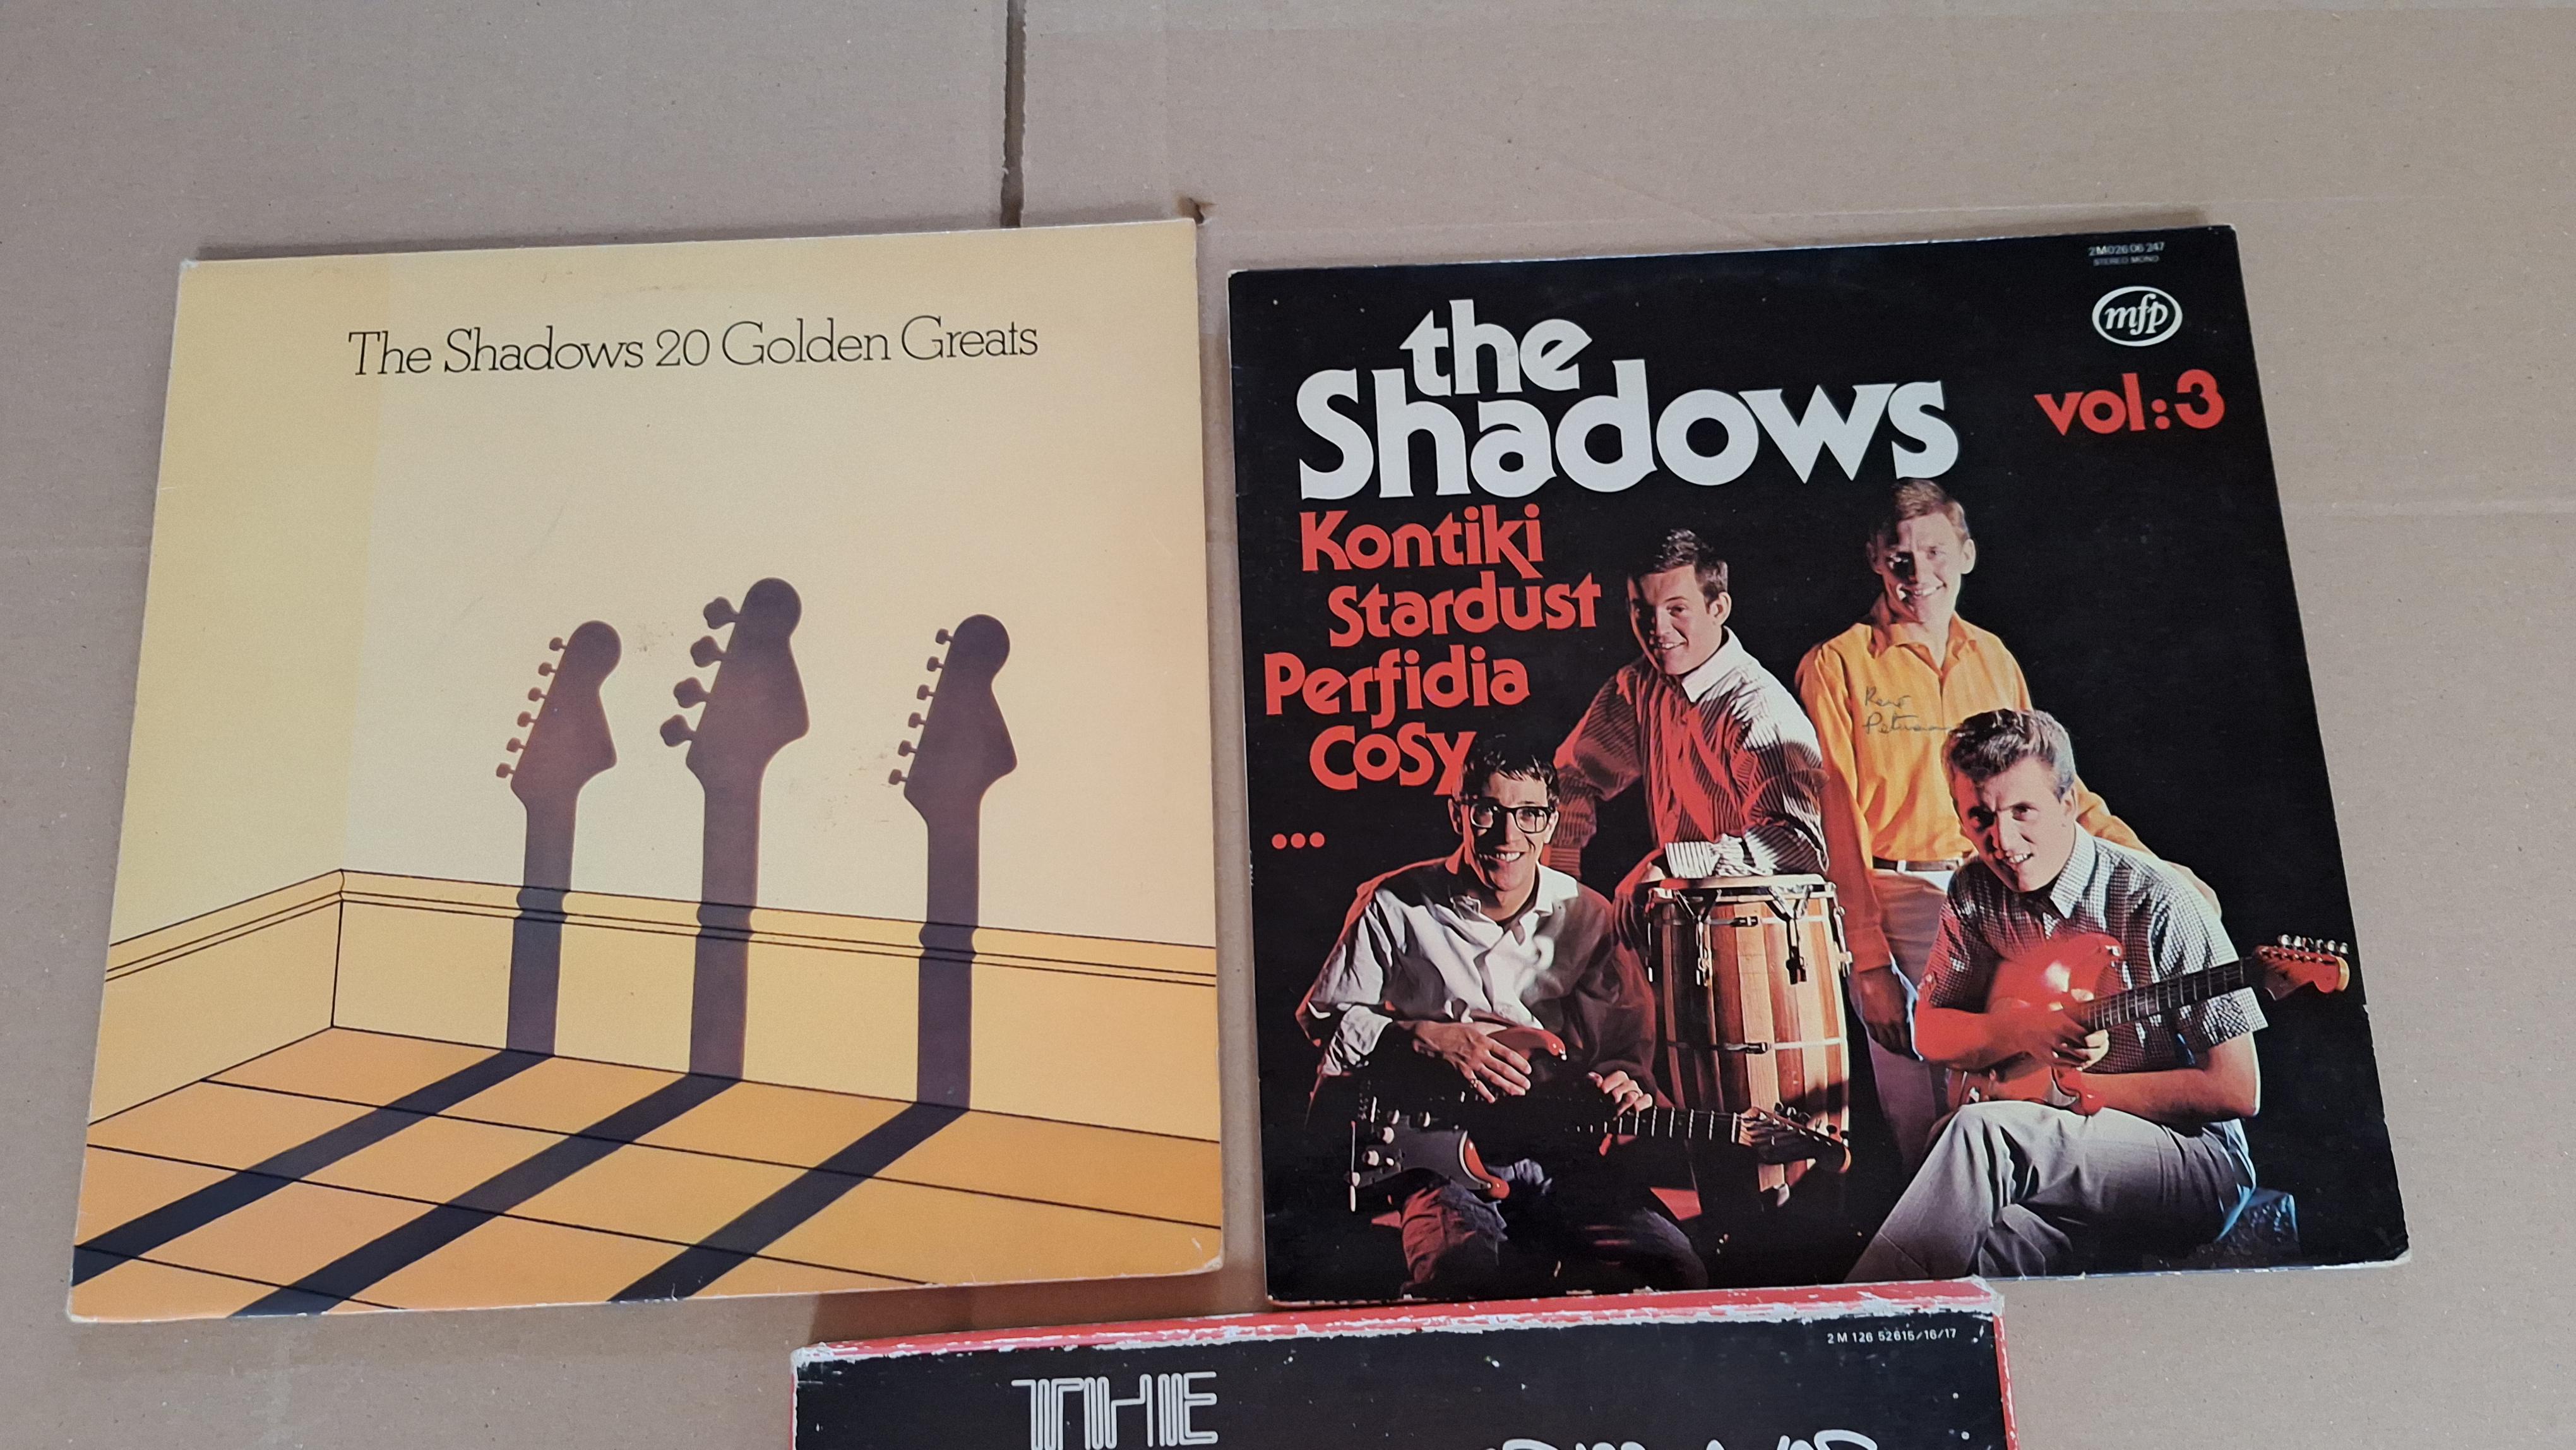 The Shadows 20 Golden Greats
2M026 06 247
STEREO MONO
mfp
the
Shadows
vol:3
Kontiki
Stardust
Perfidia
Cosy
...
2 M 126 52615/16/17
THE